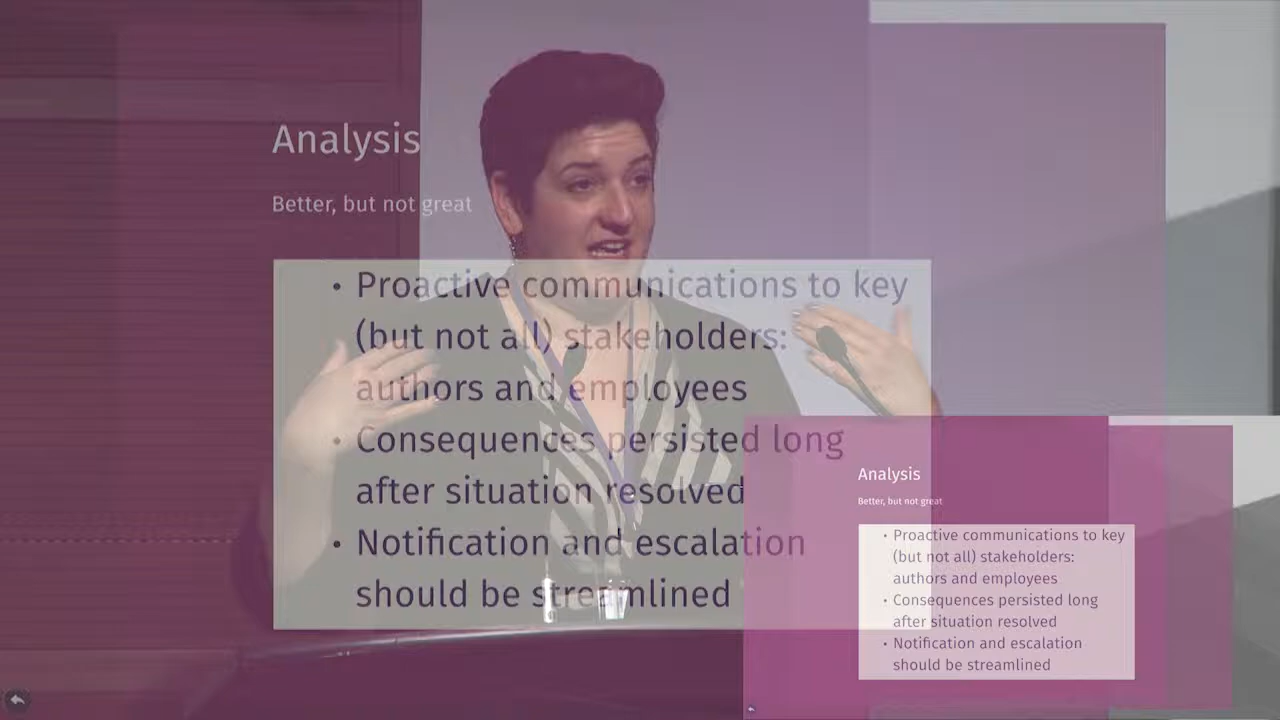 Analysis
Better, but not great
• Proactive communications to key
(but not all) stakeholders:
authors and employees
• Consequences persisted long
after situation resolved
• Notification and escalation
should be streamlined
Analysis
Better, but not great
• Proactive communications to key
(but not all) stakeholders:
authors and employees
• Consequences persisted long
after situation resolved
• Notification and escalation
should be streamlined